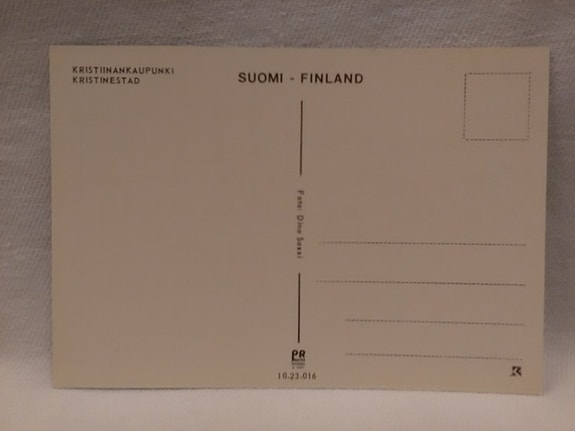 KRISTIINANKAUPUNKI
KRISTINESTAD
SUOMI - FINLAND
Foto: Dino Sassi
PR
10-23-016